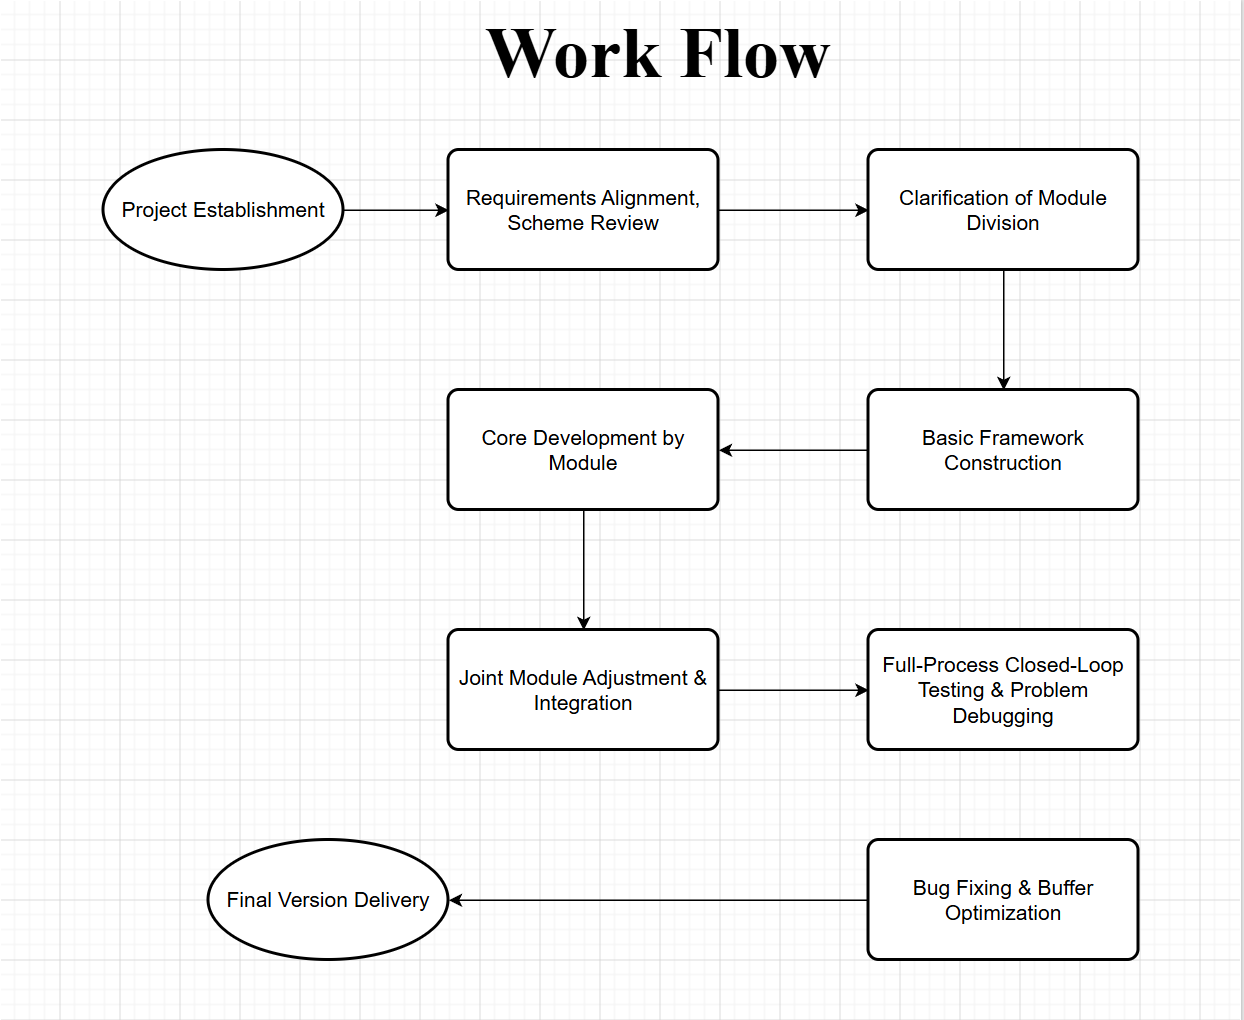 Work Flow
Project Establishment
Requirements Alignment,
Scheme Review
Clarification of Module
Division
Core Development by
Module
Basic Framework
Construction
Joint Module Adjustment &
Integration
Full-Process Closed-Loop
Testing & Problem
Debugging
Final Version Delivery
Bug Fixing & Buffer
Optimization